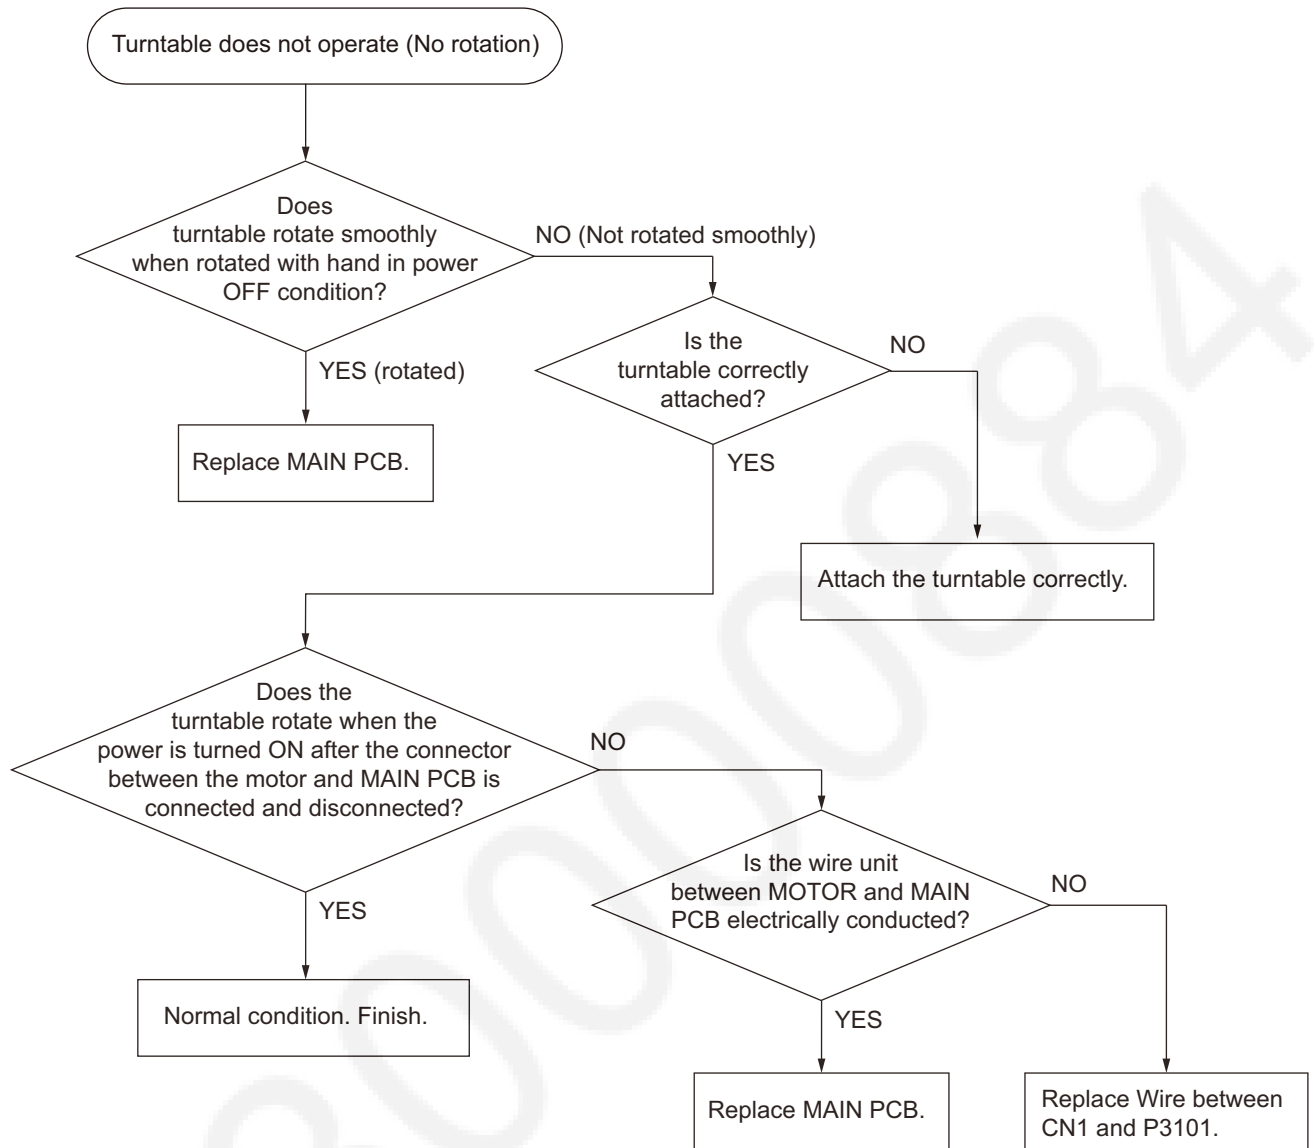 Turntable does not operate (No rotation)
Does
turntable rotate smoothly
when rotated with hand in power
OFF condition?
NO (Not rotated smoothly)
YES (rotated)
Replace MAIN PCB.
Is the
turntable correctly
attached?
NO
YES
Attach the turntable correctly.
Does the
turntable rotate when the
power is turned ON after the connector
between the motor and MAIN PCB is
connected and disconnected?
NO
YES
Normal condition. Finish.
Is the wire unit
between MOTOR and MAIN
PCB electrically conducted?
NO
YES
Replace MAIN PCB.
Replace Wire between
CN1 and P3101.